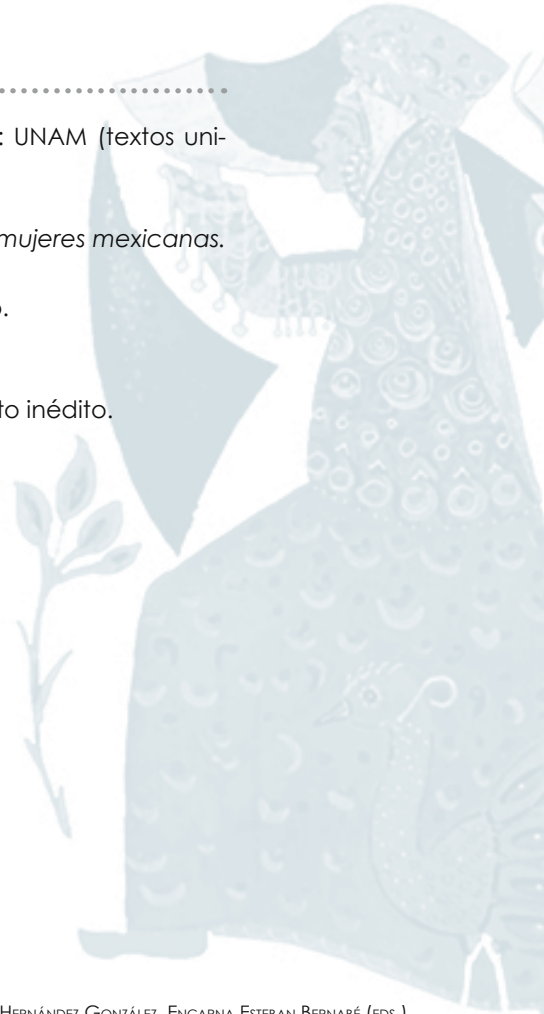 : UNAM (textos uni-
mujeres mexicanas.
o.
to inédito.
Hernández González, Encarna Esteban Bernabé (eds.)